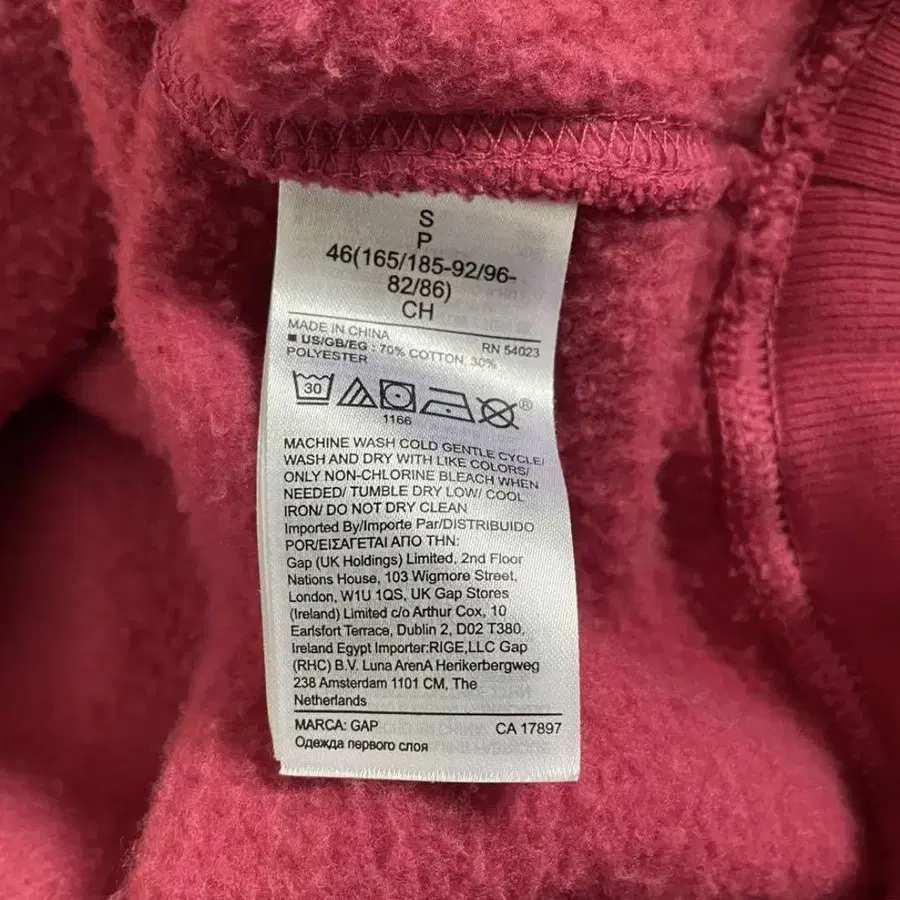 S
P
46(165/185-92/96-
82/86)
CH
MADE IN CHINA RN 54023
■ US/GB/EG : 70% COTTON, 30%
POLYESTER
30
1166
®
MACHINE WASH COLD GENTLE CYCLE/
WASH AND DRY WITH LIKE COLORS/
ONLY NON-CHLORINE BLEACH WHEN
NEEDED/ TUMBLE DRY LOW/ COOL
IRON/ DO NOT DRY CLEAN
Imported By/Importe Par/DISTRIBUIDO
POR/ΕΙΣΑΓΕΤΑΙ ΑΠΟ ΤΗΝ:
Gap (UK Holdings) Limited, 2nd Floor
Nations House, 103 Wigmore Street,
London, W1U 1QS, UK Gap Stores
(Ireland) Limited c/o Arthur Cox, 10
Earlsfort Terrace, Dublin 2, D02 T380,
Ireland Egypt Importer:RIGE,LLC Gap
(RHC) B.V. Luna ArenA Herikerbergweg
238 Amsterdam 1101 CM, The
Netherlands
MARCA: GAP CA 17897
Одежда первого слоя